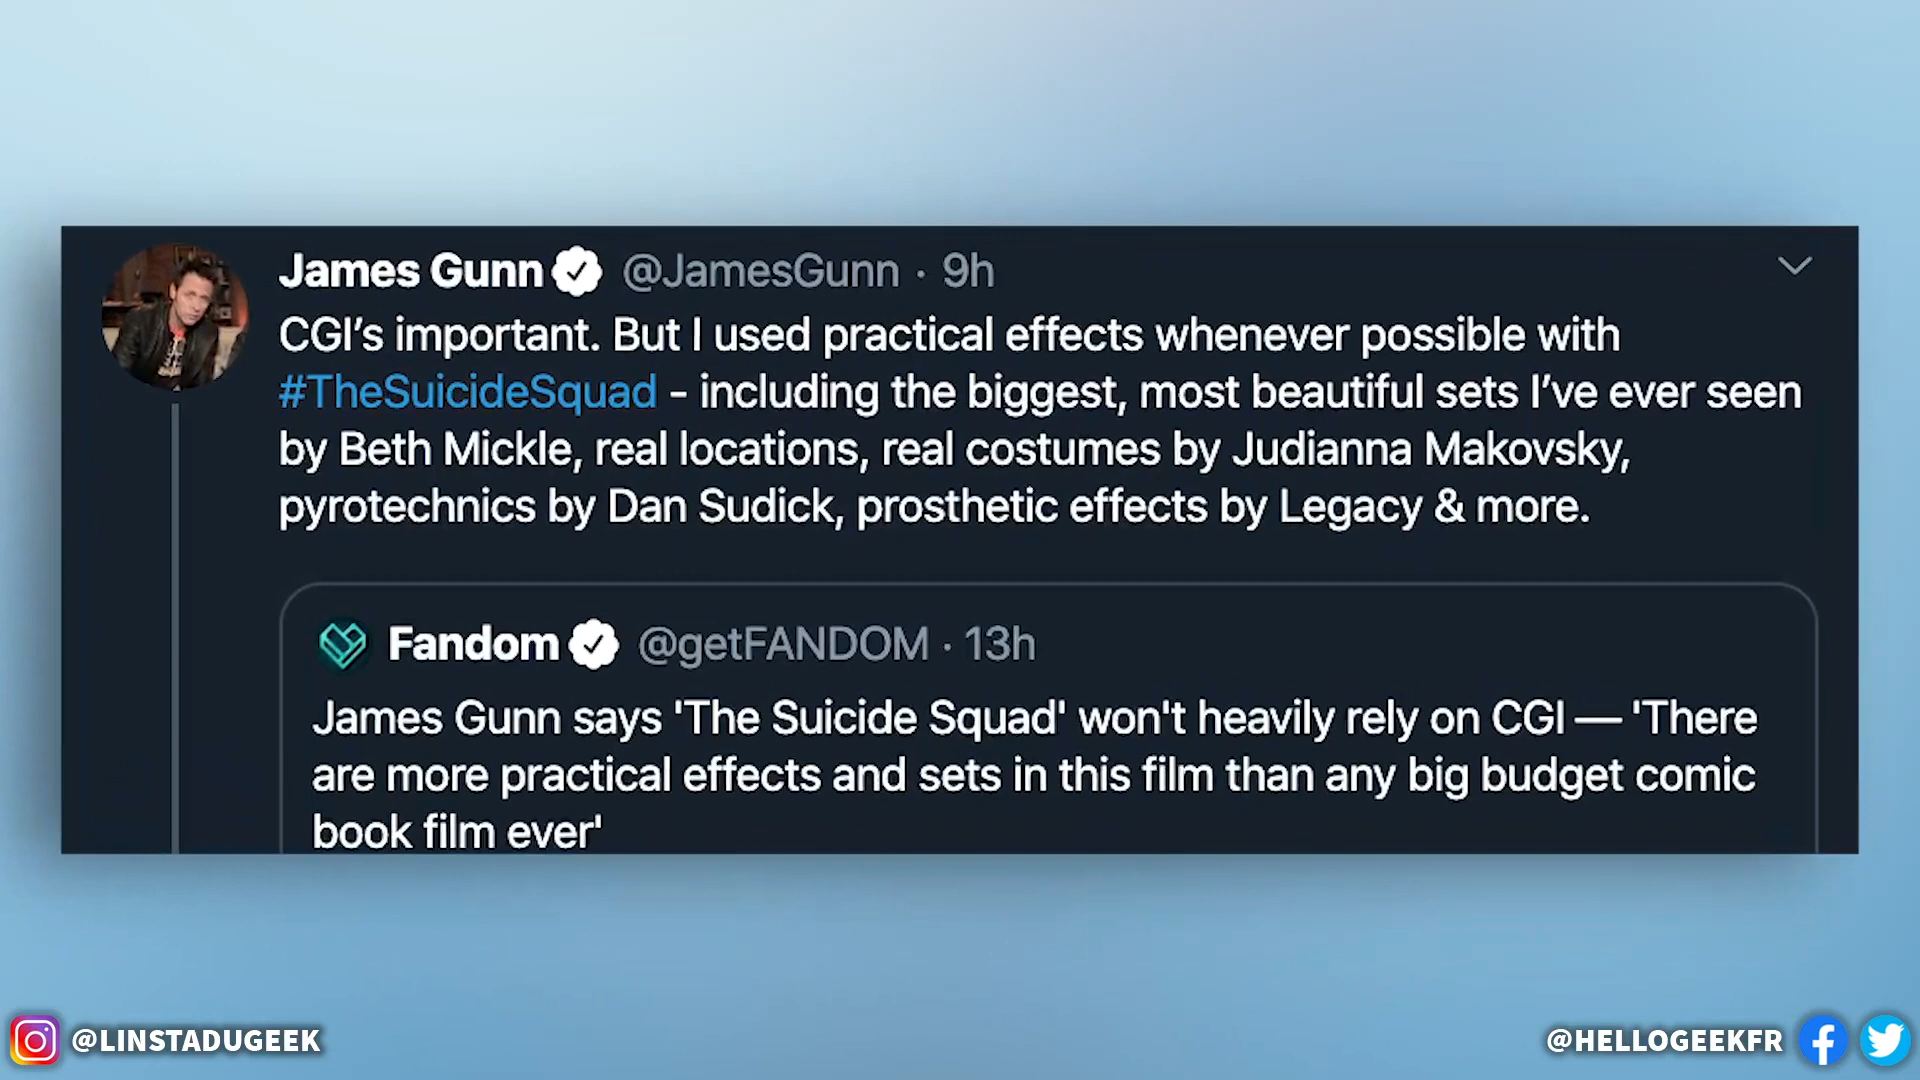 James Gunn @JamesGunn · 9h
CGI’s important. But I used practical effects whenever possible with
#TheSuicideSquad - including the biggest, most beautiful sets I’ve ever seen
by Beth Mickle, real locations, real costumes by Judianna Makovsky,
pyrotechnics by Dan Sudick, prosthetic effects by Legacy & more.
Fandom @getFANDOM · 13h
James Gunn says 'The Suicide Squad' won't heavily rely on CGI — 'There
are more practical effects and sets in this film than any big budget comic
book film ever'
@LINSTADUGEEK
@HELLOGEEKFR